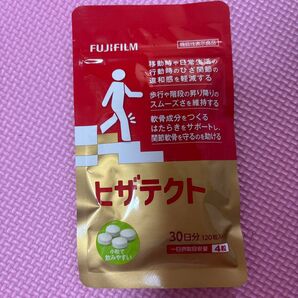 FUJIFILM
機能性表示食品
移動時や日常生活の
行動時のひざ関節の
違和感を軽減する
歩行や階段の昇り降りの
スムーズさを維持する
軟骨成分をつくる
はたらきをサポートし、
関節軟骨を守るのを助ける
ヒザテクト
小粒で
飲みやすい
30日分 120粒入り
一日摂取目安量 4粒